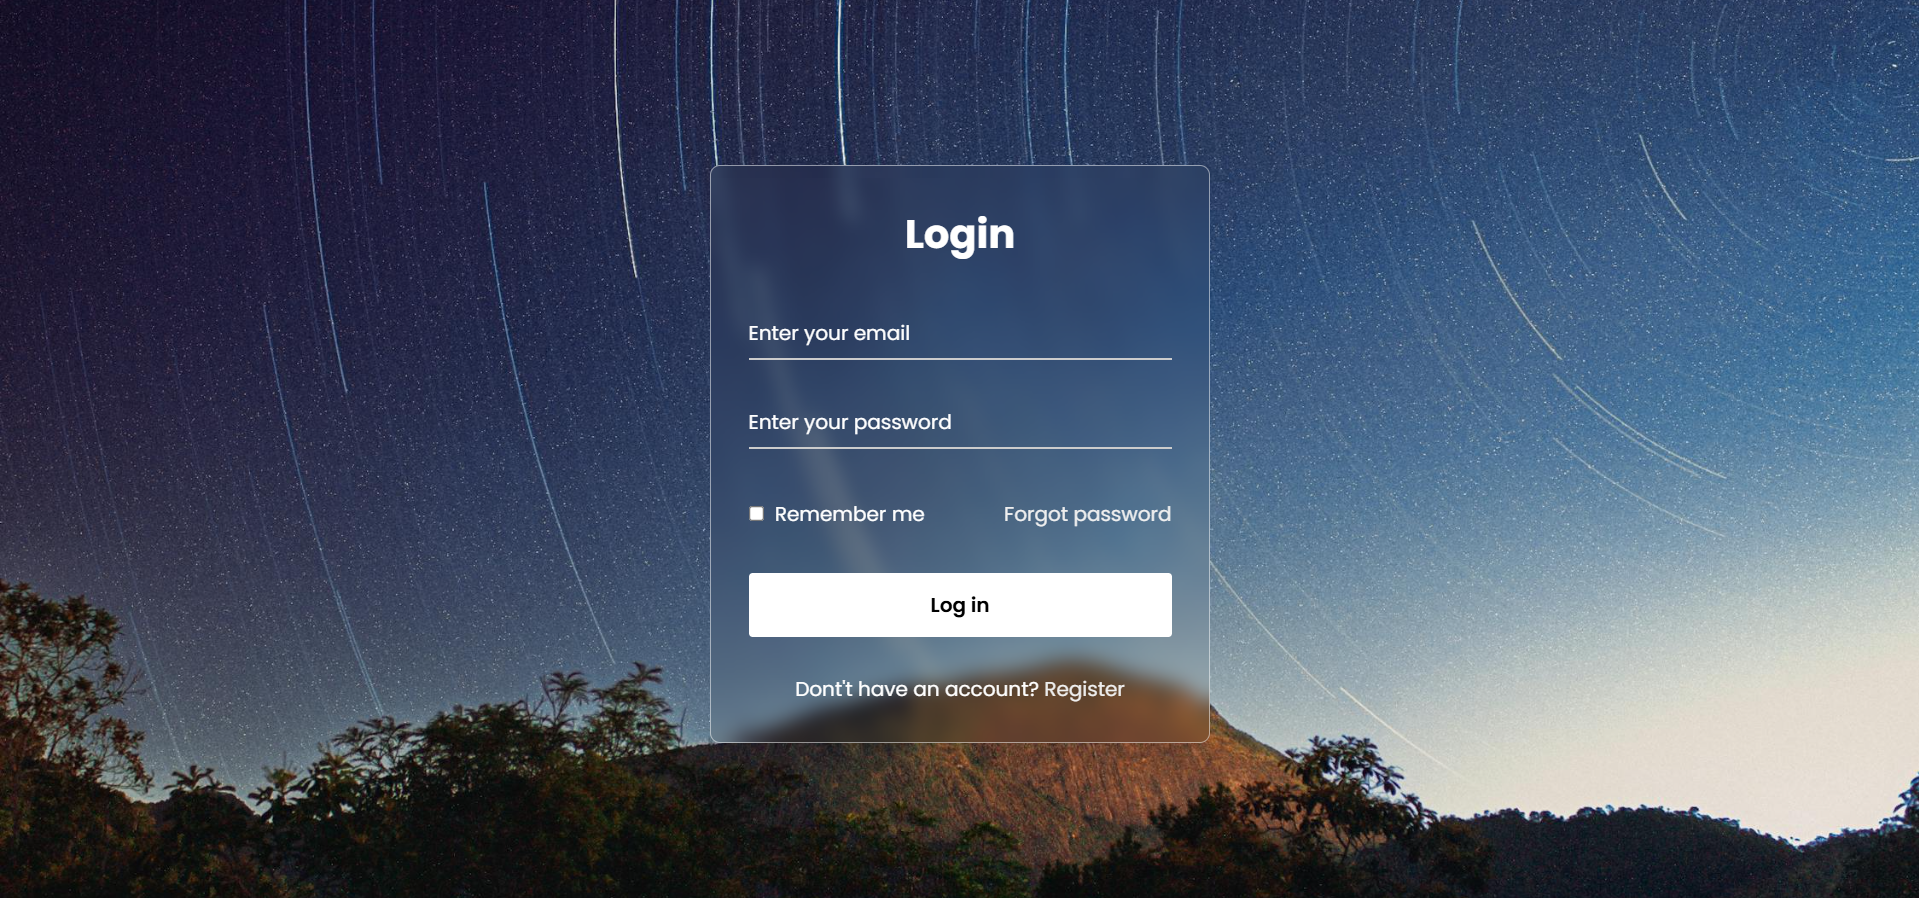 Login
Enter your email
Enter your password
Remember me Forgot password
Log in
Dont't have an account? Register